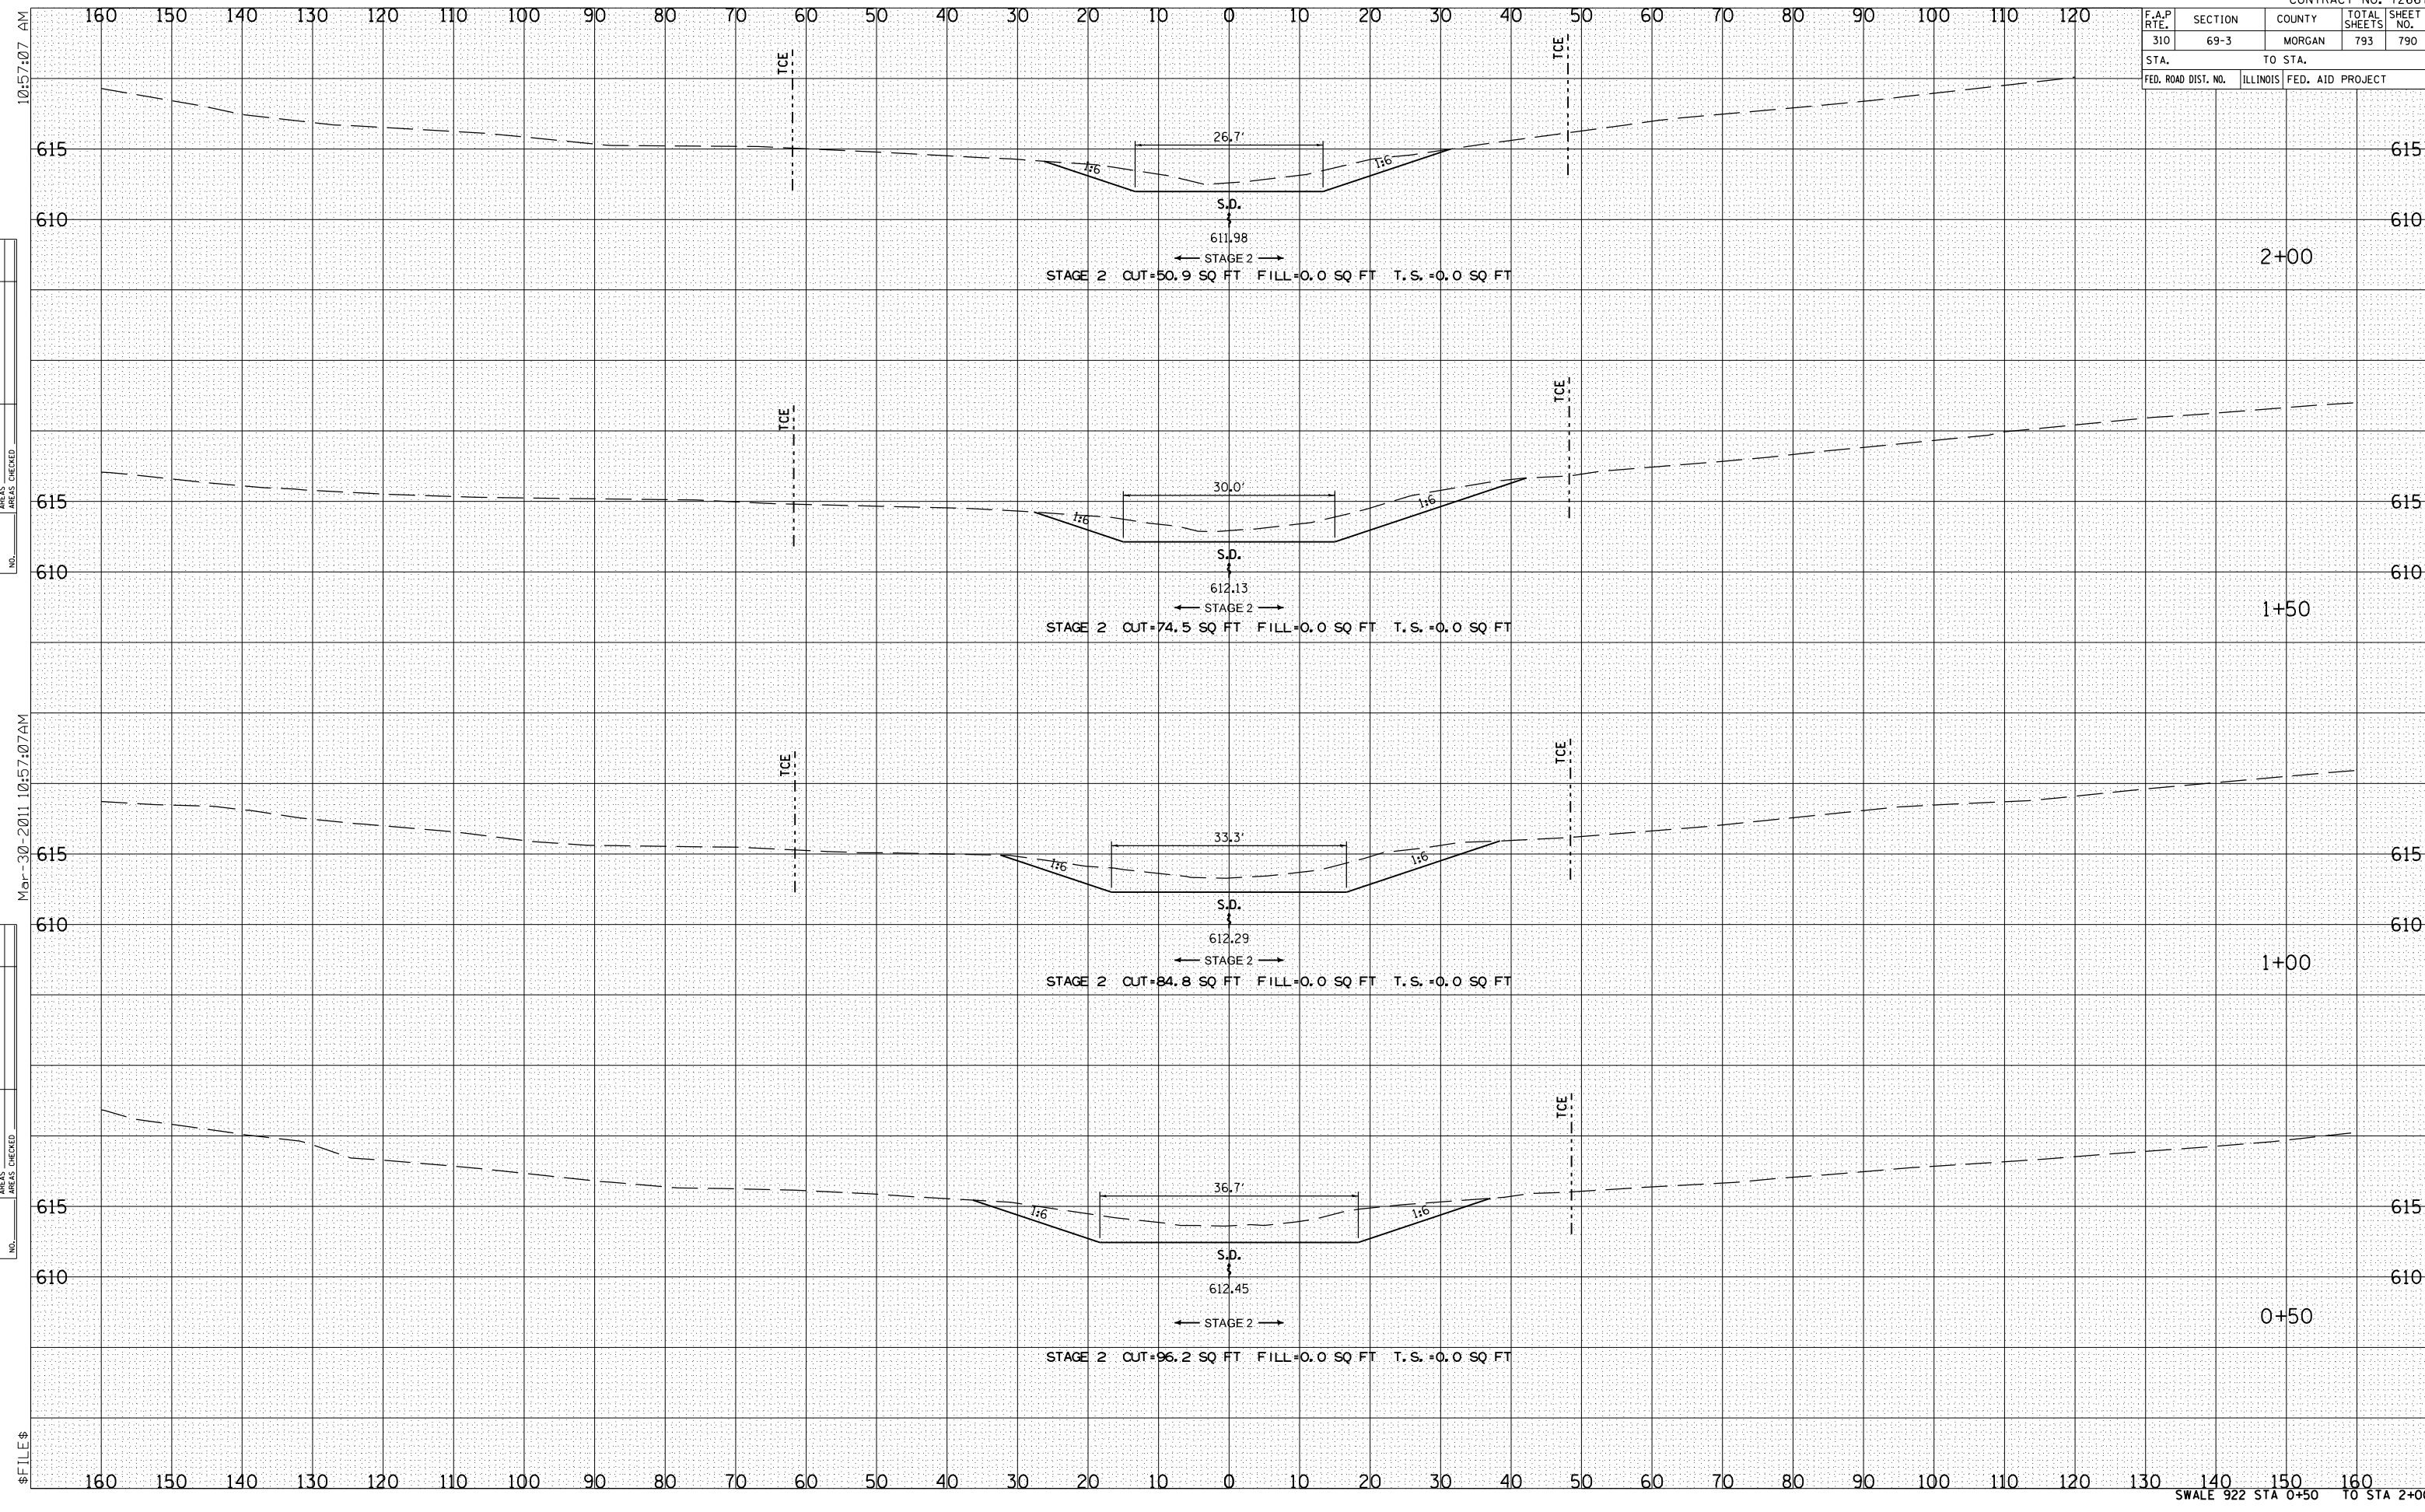 160 150 140 130 120 110 100 90 80 70 60 50 40 30 20 10 0 10 20 30 40 50 60 70 80 90 100 110 120
F.A.P RTE. SECTION COUNTY TOTAL SHEETS SHEET NO.
310 69-3 MORGAN 793 790
STA. TO STA.
FED. ROAD DIST. NO. ILLINOIS FED. AID PROJECT
10:57:07 AM
TCE TCE
26.7'
615 615
1:6 1:6
S.D.
610 610
611.98
STAGE 2
2+00
STAGE 2 CUT=50.9 SQ FT FILL=0.0 SQ FT T.S.=0.0 SQ FT
TCE TCE
30.0'
615 615
1:6 1:6
AREAS
AREAS CHECKED
NO.
S.D.
610 610
612.13
STAGE 2
1+50
STAGE 2 CUT=74.5 SQ FT FILL=0.0 SQ FT T.S.=0.0 SQ FT
Mar-30-2011 10:57:07AM
TCE TCE
33.3'
615 615
1:6 1:6
S.D.
610 610
612.29
STAGE 2
1+00
STAGE 2 CUT=84.8 SQ FT FILL=0.0 SQ FT T.S.=0.0 SQ FT
TCE
36.7'
615 615
1:6 1:6
AREAS
AREAS CHECKED
NO.
S.D.
610 610
612.45
STAGE 2
0+50
STAGE 2 CUT=96.2 SQ FT FILL=0.0 SQ FT T.S.=0.0 SQ FT
$FILE$
160 150 140 130 120 110 100 90 80 70 60 50 40 30 20 10 0 10 20 30 40 50 60 70 80 90 100 110 120 130 140 150 160
SWALE 922 STA 0+50 TO STA 2+00